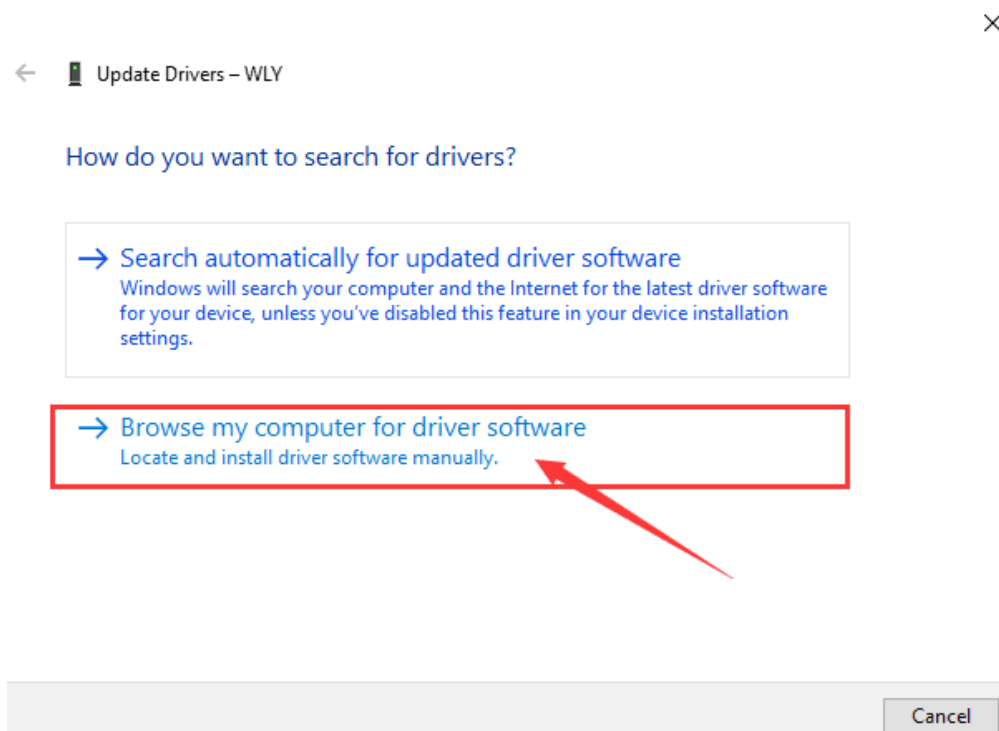 Update Drivers – WLY
How do you want to search for drivers?
Search automatically for updated driver software
Windows will search your computer and the Internet for the latest driver software
for your device, unless you've disabled this feature in your device installation
settings.
Browse my computer for driver software
Locate and install driver software manually.
Cancel